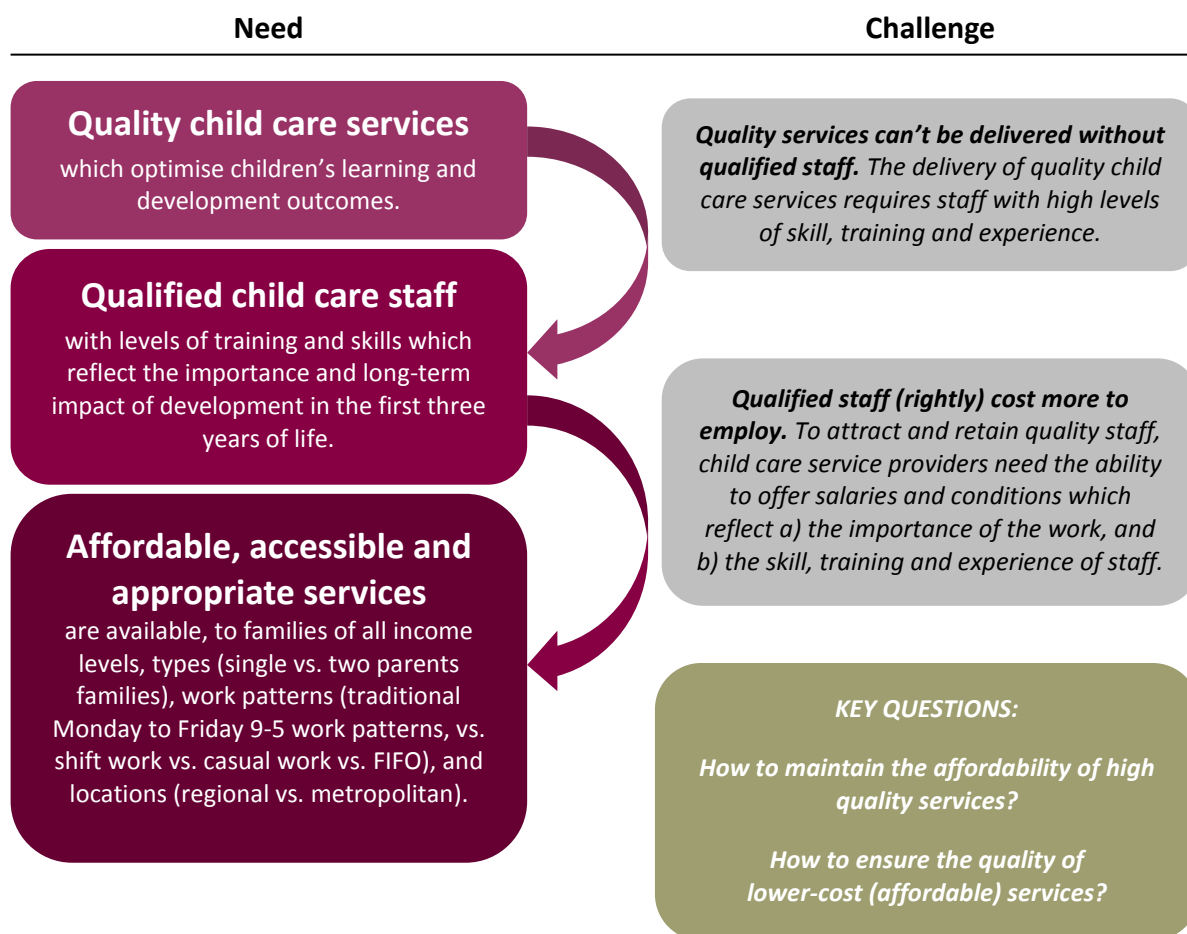 Need
Challenge
Quality child care services
which optimise children’s learning and
development outcomes.
Quality services can’t be delivered without
qualified staff. The delivery of quality child
care services requires staff with high levels
of skill, training and experience.
Qualified child care staff
with levels of training and skills which
reflect the importance and long-term
impact of development in the first three
years of life.
Qualified staff (rightly) cost more to
employ. To attract and retain quality staff,
child care service providers need the ability
to offer salaries and conditions which
reflect a) the importance of the work, and
b) the skill, training and experience of staff.
Affordable, accessible and
appropriate services
are available, to families of all income
levels, types (single vs. two parents
families), work patterns (traditional
Monday to Friday 9-5 work patterns, vs.
shift work vs. casual work vs. FIFO), and
locations (regional vs. metropolitan).
KEY QUESTIONS:
How to maintain the affordability of high
quality services?
How to ensure the quality of
lower-cost (affordable) services?